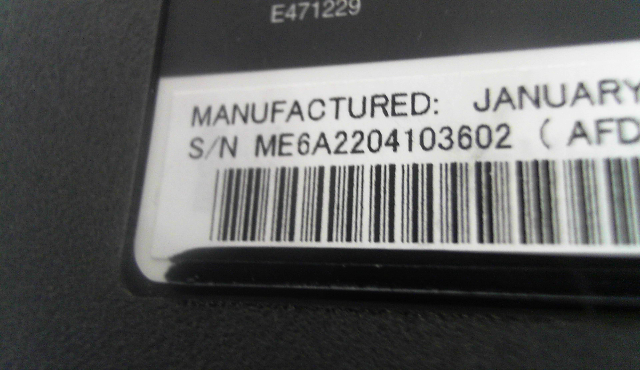 E471229
MANUFACTURED: JANUARY
S/N ME6A2204103602 ( AFD